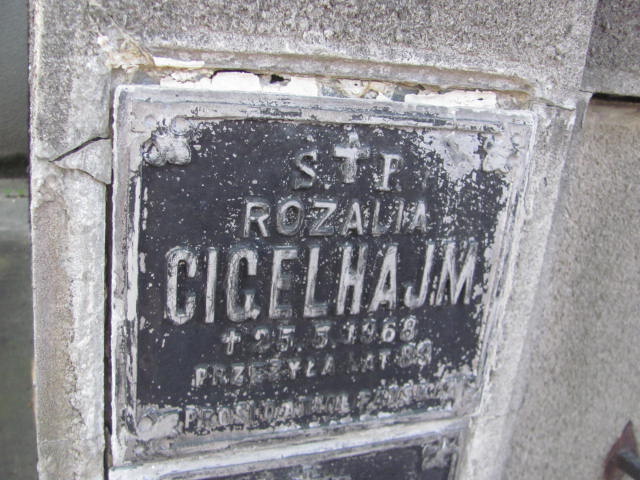 S. † P.
ROZALIA
CICELHAJM
† 25.5.1968
PRZEŻYŁA LAT